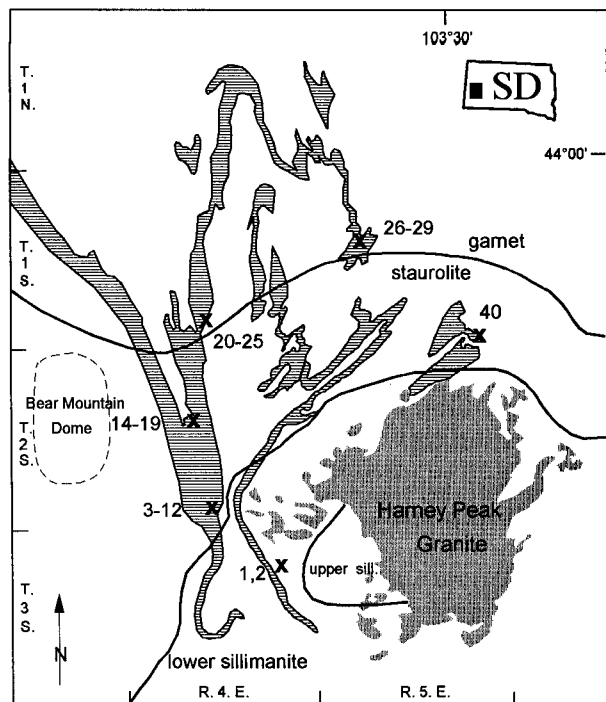 103°30'
SD
T.
1
N.
44°00'
26-29
garnet
T.
1
S.
staurolite
40
20-25
Bear Mountain
Dome
14-19
T.
2
S.
3-12
Harney Peak
Granite
1,2
upper sill.
T.
3
S.
N
lower sillimanite
R. 4. E.
R. 5. E.
X
X
X
X
X
X